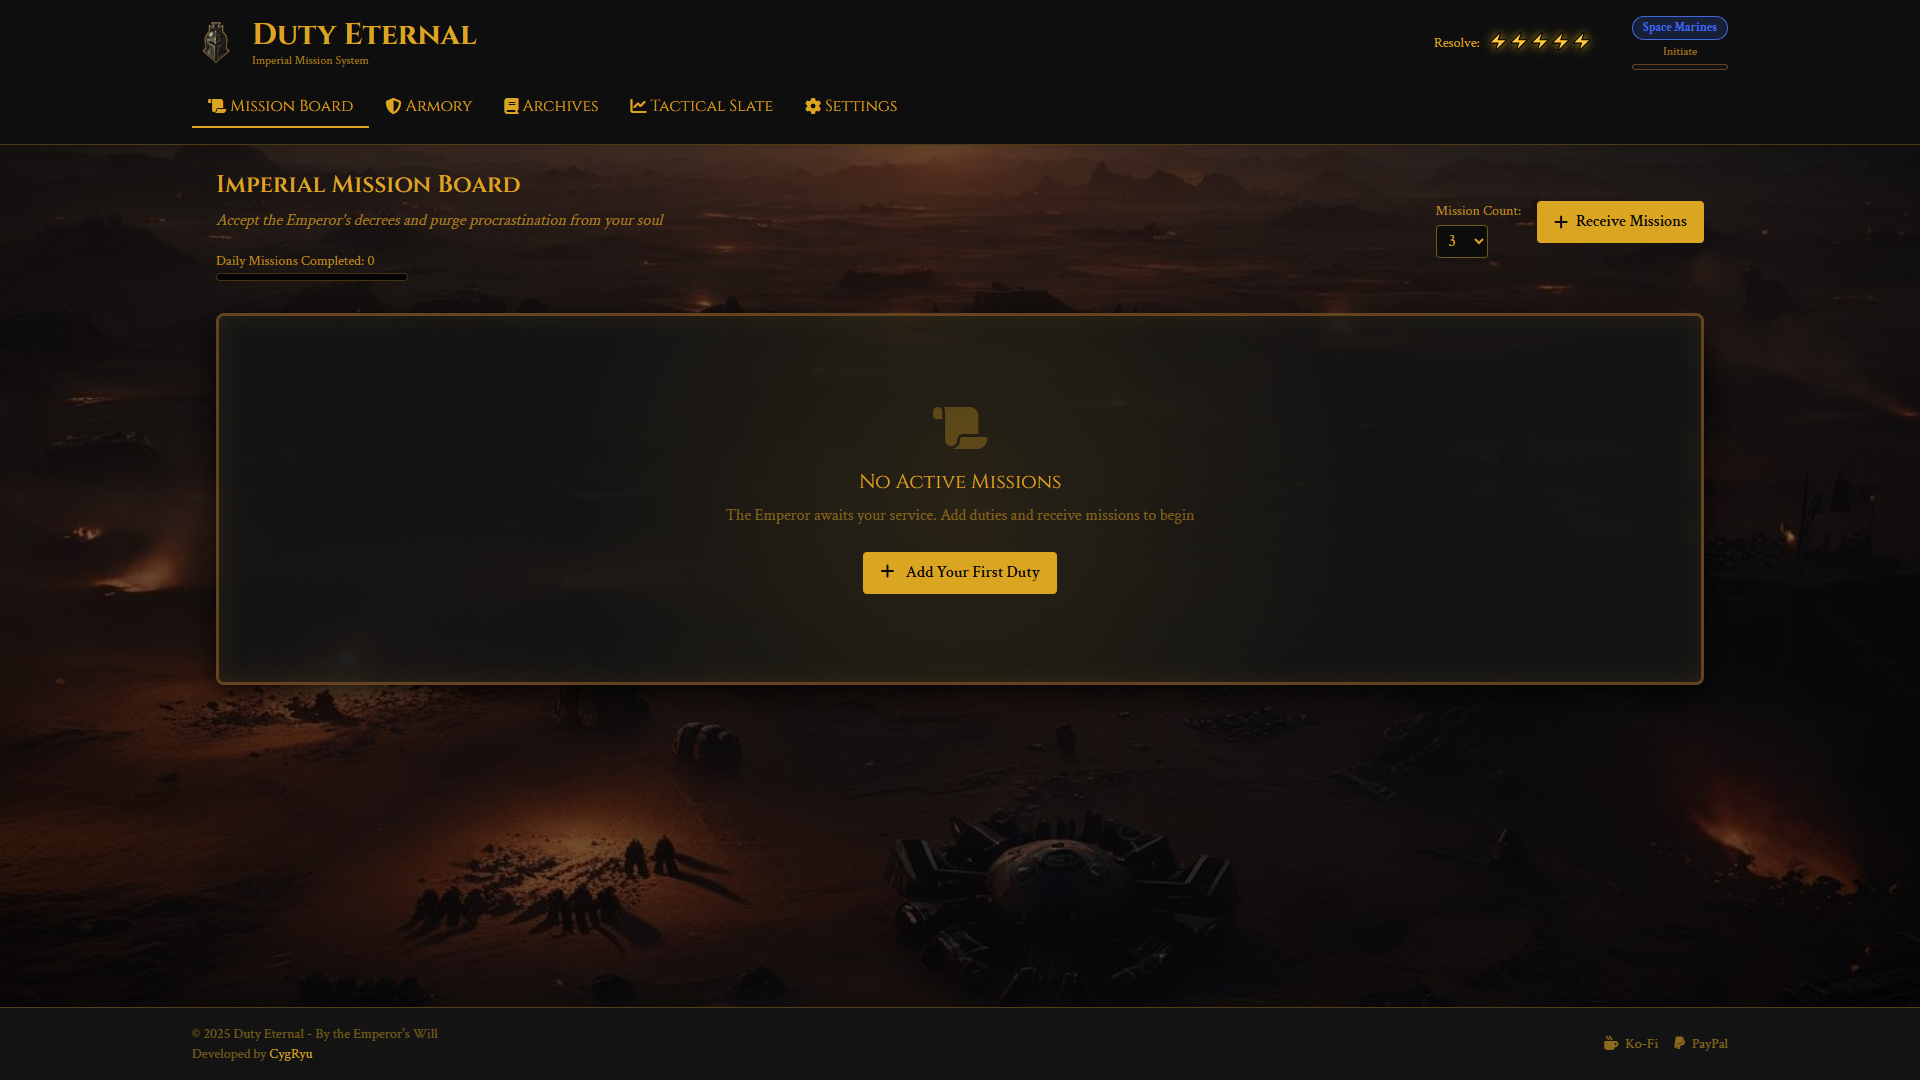 Duty Eternal
Imperial Mission System
Resolve:
Space Marines
Initiate
Mission Board
Armory
Archives
Tactical Slate
Settings
Imperial Mission Board
Accept the Emperor's decrees and purge procrastination from your soul
Daily Missions Completed: 0
Mission Count:
3
Receive Missions
No Active Missions
The Emperor awaits your service. Add duties and receive missions to begin
Add Your First Duty
© 2025 Duty Eternal - By the Emperor's Will
Developed by CygRyu
Ko-Fi
PayPal